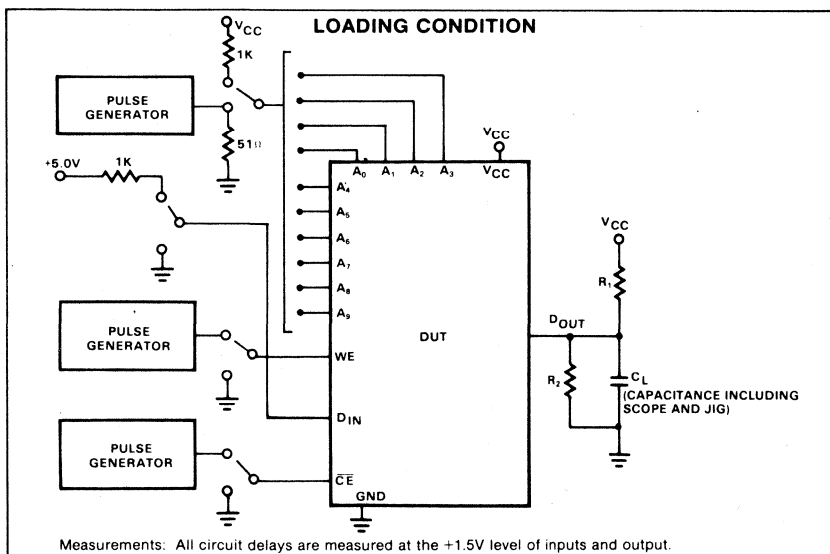 LOADING CONDITION
VCC
1K
PULSE
GENERATOR
51Ω
+5.0V
1K
VCC
A0 A1 A2 A3 VCC
A4
A5
A6
A7
A8
A9
VCC
R1
DOUT
DUT
PULSE
GENERATOR
WE
R2
CL
(CAPACITANCE INCLUDING
SCOPE AND JIG)
DIN
PULSE
GENERATOR
CE
GND
Measurements: All circuit delays are measured at the +1.5V level of inputs and output.